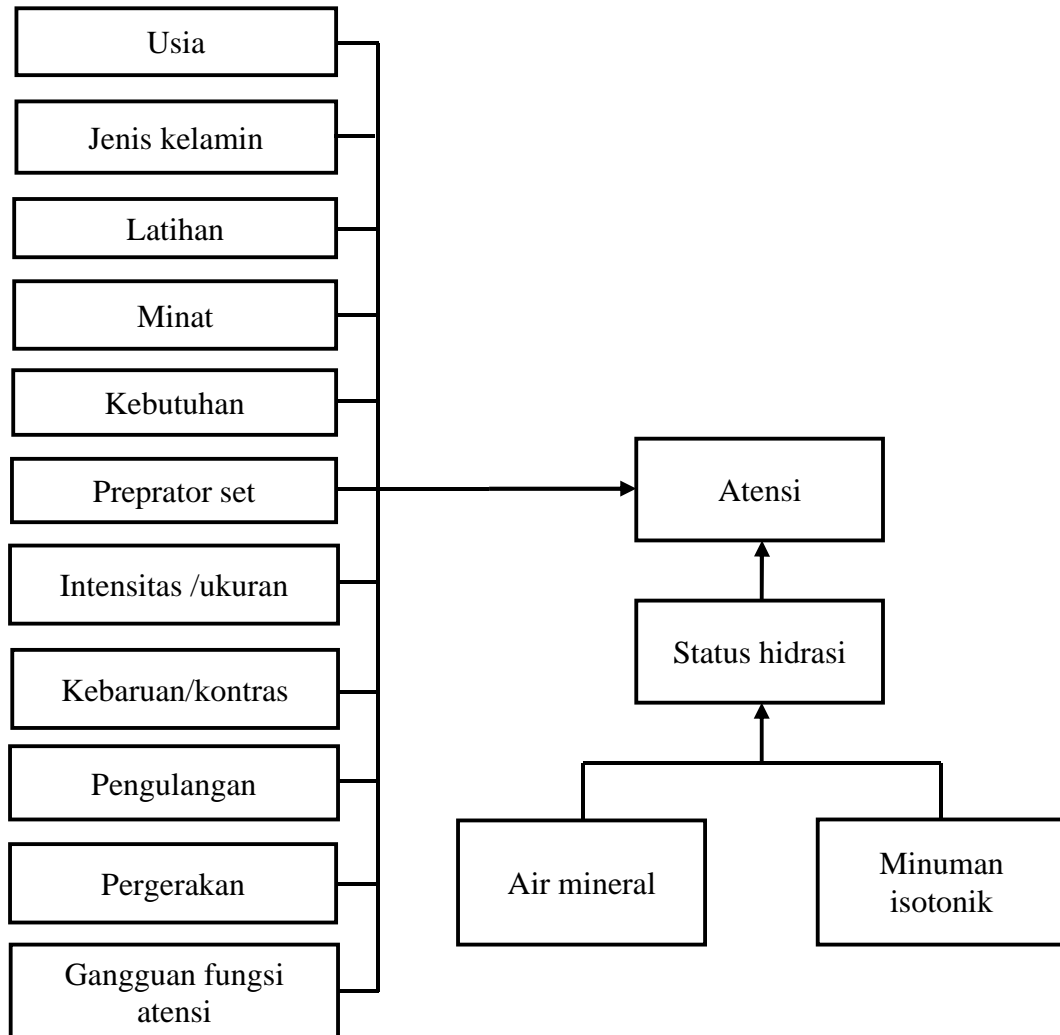 Usia
Jenis kelamin
Latihan
Minat
Kebutuhan
Preprator set
Intensitas /ukuran
Kebaruan/kontras
Pengulangan
Pergerakan
Gangguan fungsi
atensi
Atensi
Status hidrasi
Air mineral
Minuman
isotonik